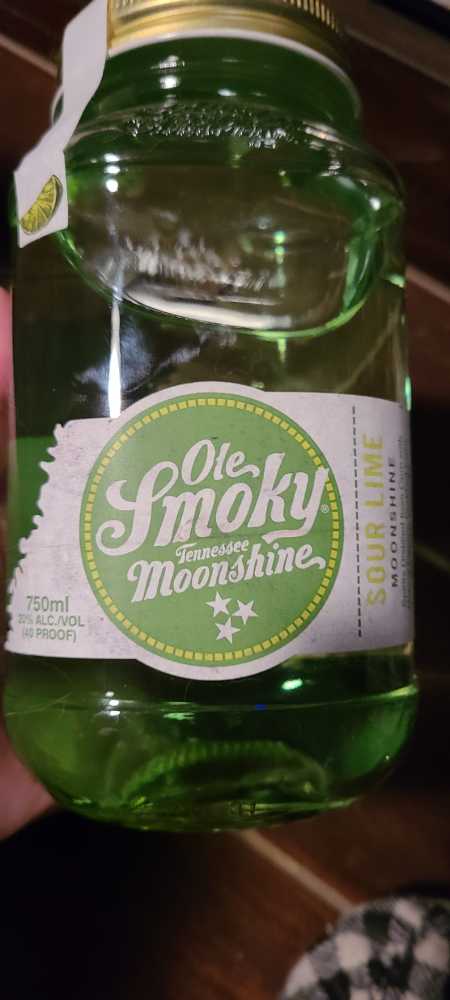 Ole
Smoky®
Tennessee
Moonshine
750ml
20% ALC./VOL
(40 PROOF)
SOUR LIME
MOONSHINE